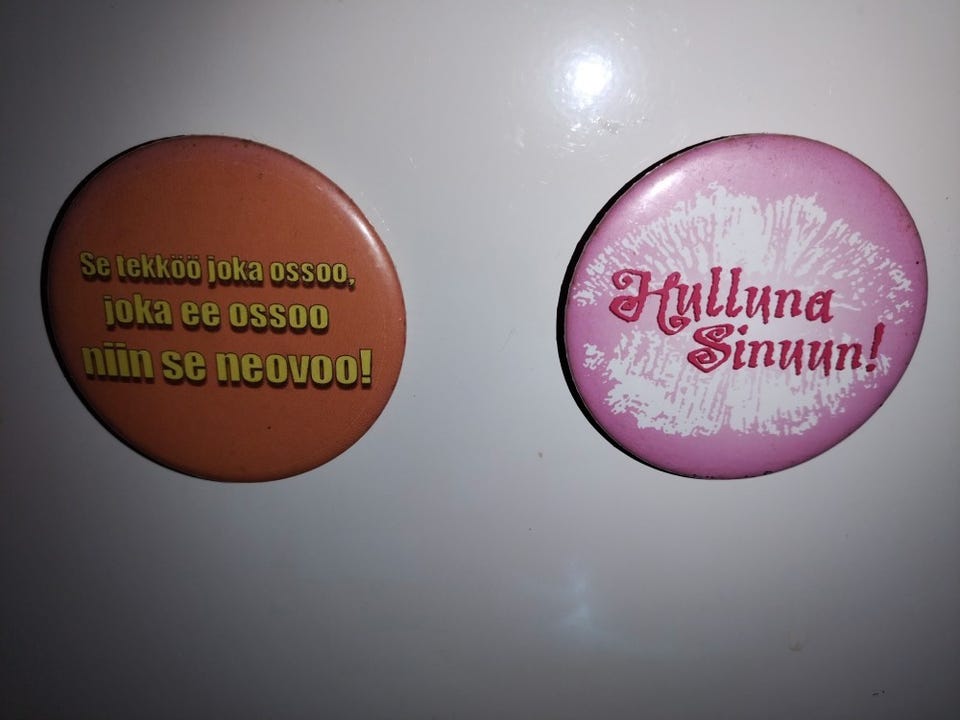 Se tekköö joka ossoo,
joka ee ossoo
niin se neovoo!
Hulluna
Sinuun!